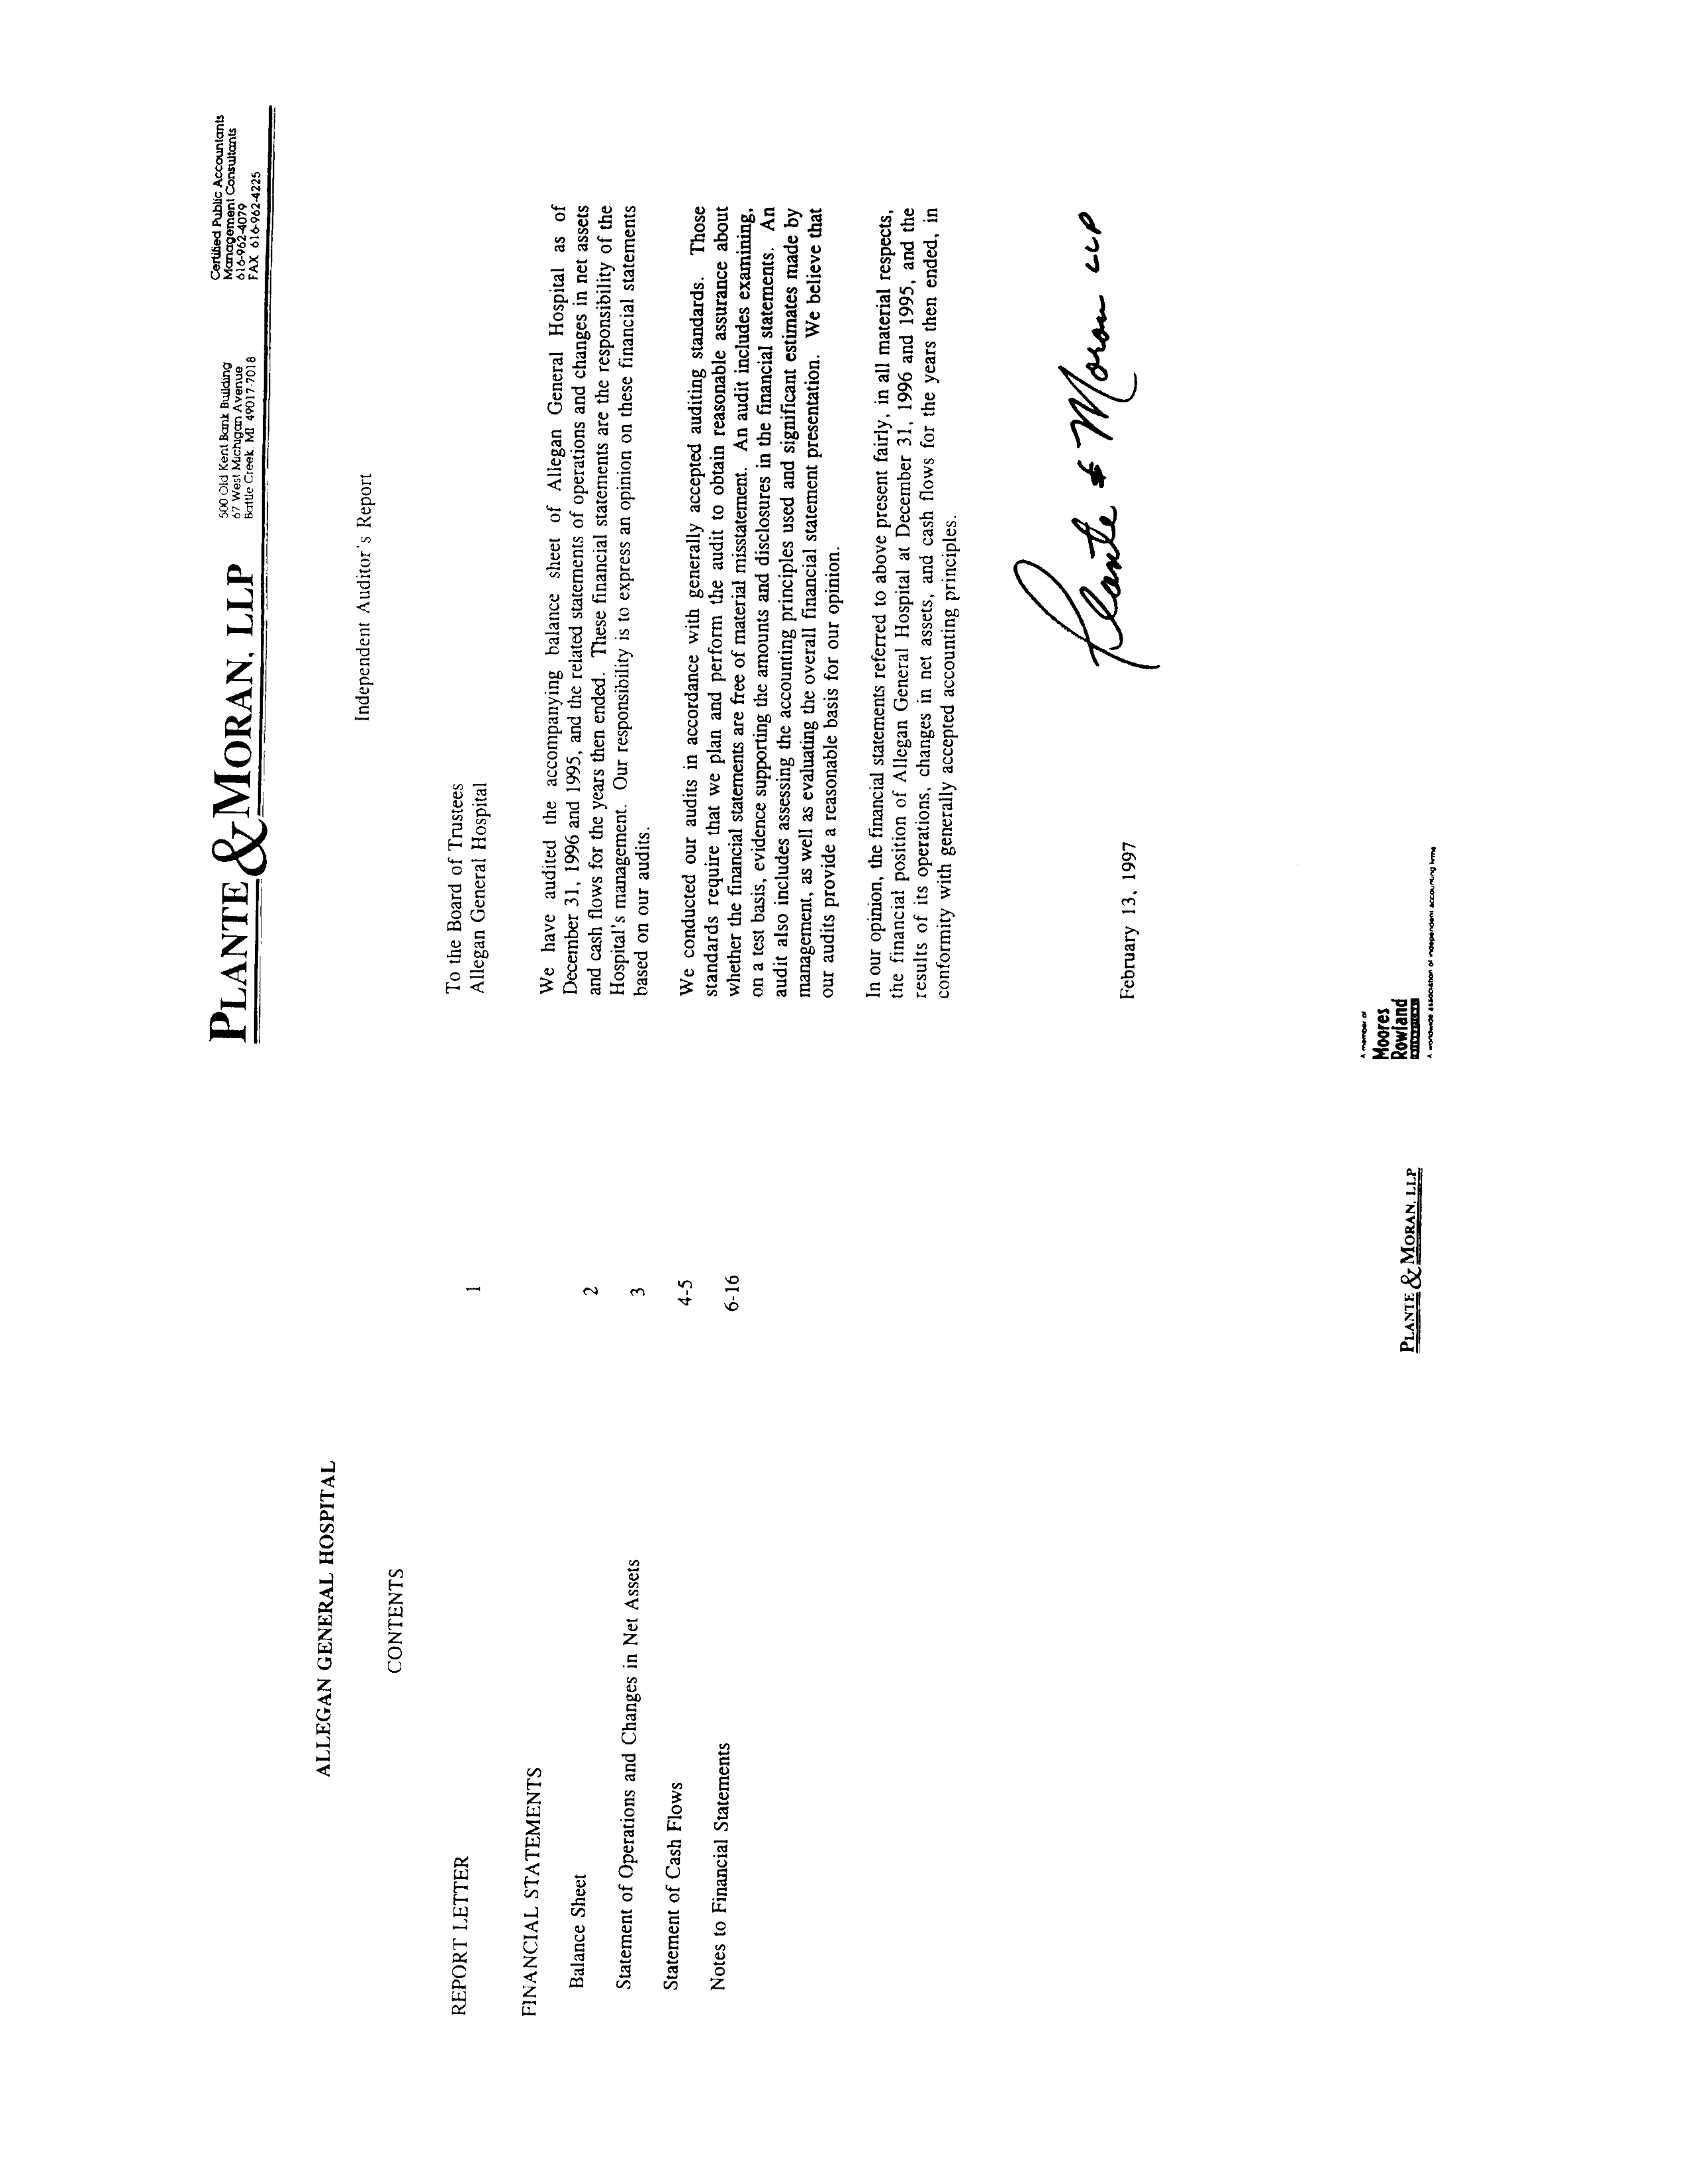 ALLEGAN GENERAL HOSPITAL
CONTENTS
REPORT LETTER 1
FINANCIAL STATEMENTS
Balance Sheet 2
Statement of Operations and Changes in Net Assets 3
Statement of Cash Flows 4-5
Notes to Financial Statements 6-16
PLANTE & MORAN, LLP
PLANTE & MORAN, LLP
500 Old Kent Bank Building
67 West Michigan Avenue
Battle Creek, MI 49017-7018
Certified Public Accountants
Management Consultants
616-962-4079
FAX 616-962-4225
Independent Auditor's Report
To the Board of Trustees
Allegan General Hospital
We have audited the accompanying balance sheet of Allegan General Hospital as of
December 31, 1996 and 1995, and the related statements of operations and changes in net assets
and cash flows for the years then ended. These financial statements are the responsibility of the
Hospital's management. Our responsibility is to express an opinion on these financial statements
based on our audits.
We conducted our audits in accordance with generally accepted auditing standards. Those
standards require that we plan and perform the audit to obtain reasonable assurance about
whether the financial statements are free of material misstatement. An audit includes examining,
on a test basis, evidence supporting the amounts and disclosures in the financial statements. An
audit also includes assessing the accounting principles used and significant estimates made by
management, as well as evaluating the overall financial statement presentation. We believe that
our audits provide a reasonable basis for our opinion.
In our opinion, the financial statements referred to above present fairly, in all material respects,
the financial position of Allegan General Hospital at December 31, 1996 and 1995, and the
results of its operations, changes in net assets, and cash flows for the years then ended, in
conformity with generally accepted accounting principles.
Plante & Moran LLP
February 13, 1997
A member of
Moores
Rowland
A worldwide association of independent accounting firms